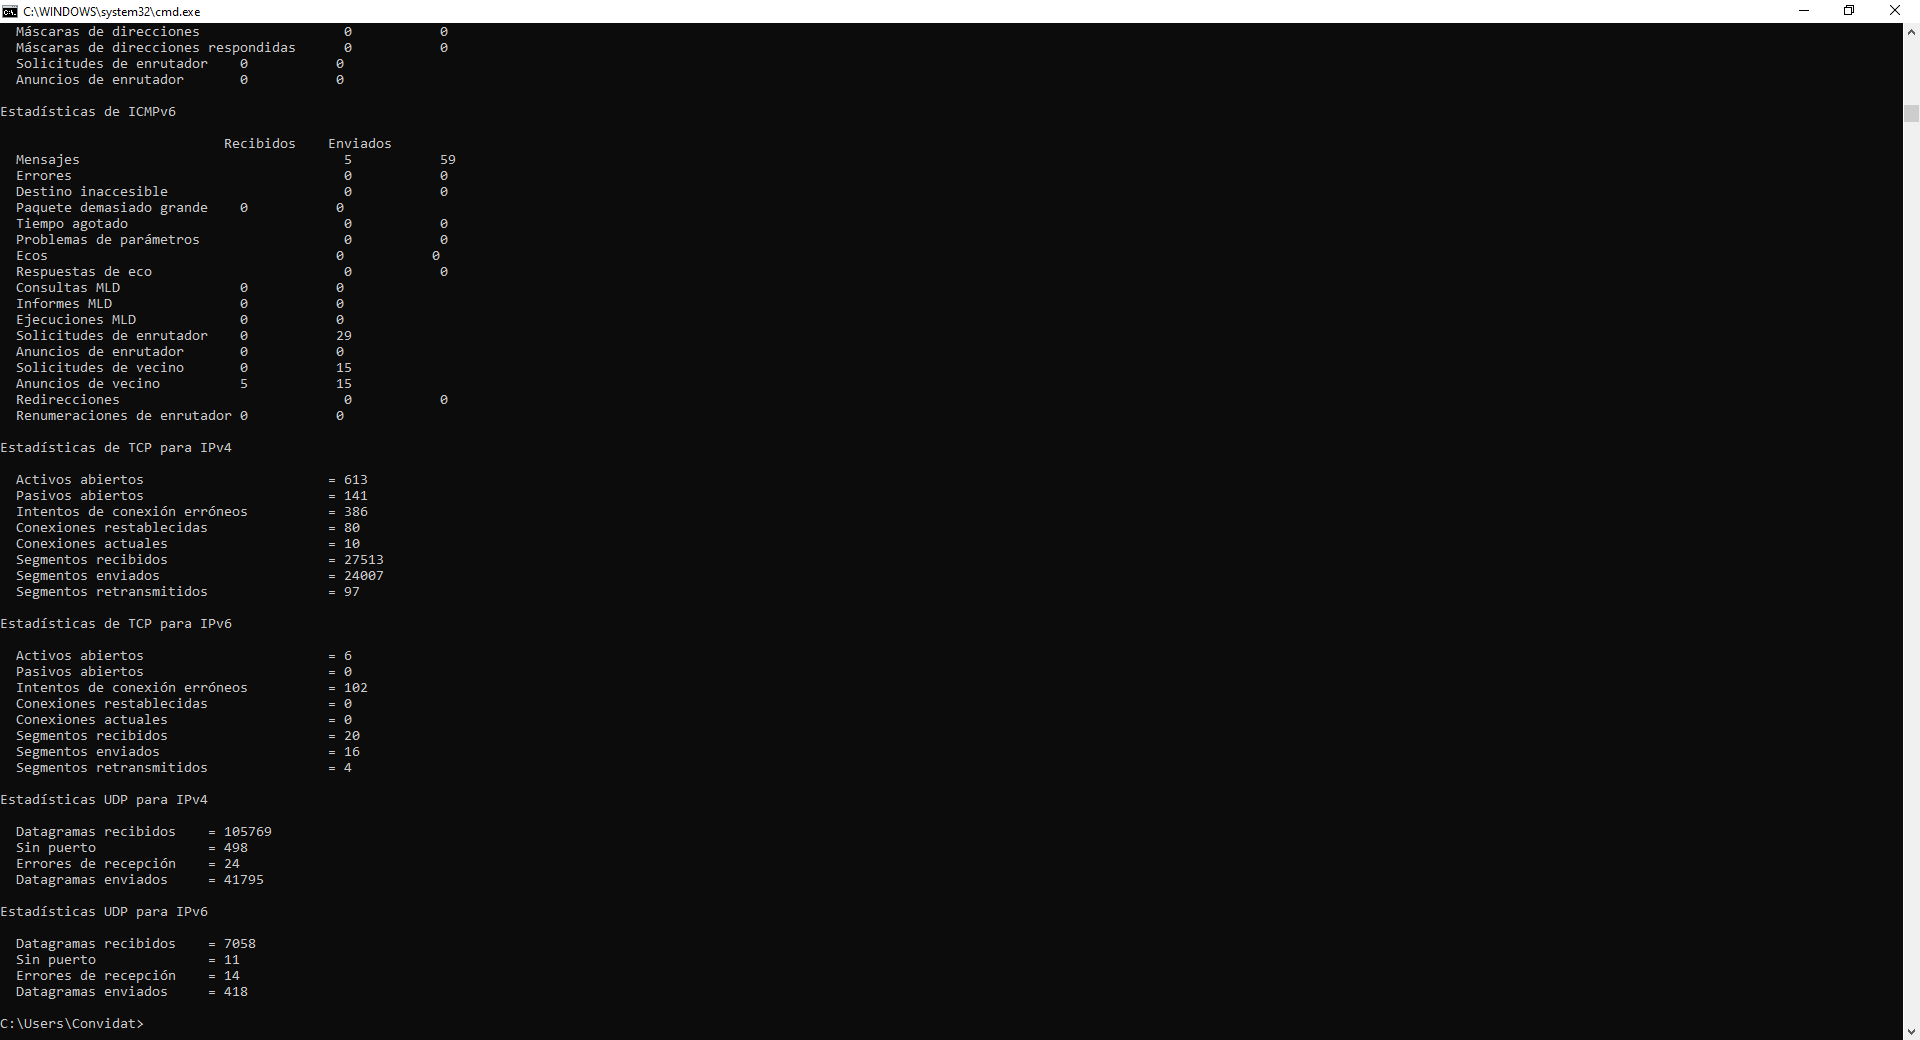 C:\WINDOWS\system32\cmd.exe
Máscaras de direcciones 0 0
Máscaras de direcciones respondidas 0 0
Solicitudes de enrutador 0 0
Anuncios de enrutador 0 0
Estadísticas de ICMPv6
Recibidos Enviados
Mensajes 5 59
Errores 0 0
Destino inaccesible 0 0
Paquete demasiado grande 0 0
Tiempo agotado 0 0
Problemas de parámetros 0 0
Ecos 0 0
Respuestas de eco 0 0
Consultas MLD 0 0
Informes MLD 0 0
Ejecuciones MLD 0 0
Solicitudes de enrutador 0 29
Anuncios de enrutador 0 0
Solicitudes de vecino 0 15
Anuncios de vecino 5 15
Redirecciones 0 0
Renumeraciones de enrutador 0 0
Estadísticas de TCP para IPv4
Activos abiertos = 613
Pasivos abiertos = 141
Intentos de conexión erróneos = 386
Conexiones restablecidas = 80
Conexiones actuales = 10
Segmentos recibidos = 27513
Segmentos enviados = 24007
Segmentos retransmitidos = 97
Estadísticas de TCP para IPv6
Activos abiertos = 6
Pasivos abiertos = 0
Intentos de conexión erróneos = 102
Conexiones restablecidas = 0
Conexiones actuales = 0
Segmentos recibidos = 20
Segmentos enviados = 16
Segmentos retransmitidos = 4
Estadísticas UDP para IPv4
Datagramas recibidos = 105769
Sin puerto = 498
Errores de recepción = 24
Datagramas enviados = 41795
Estadísticas UDP para IPv6
Datagramas recibidos = 7058
Sin puerto = 11
Errores de recepción = 14
Datagramas enviados = 418
C:\Users\Convidat>